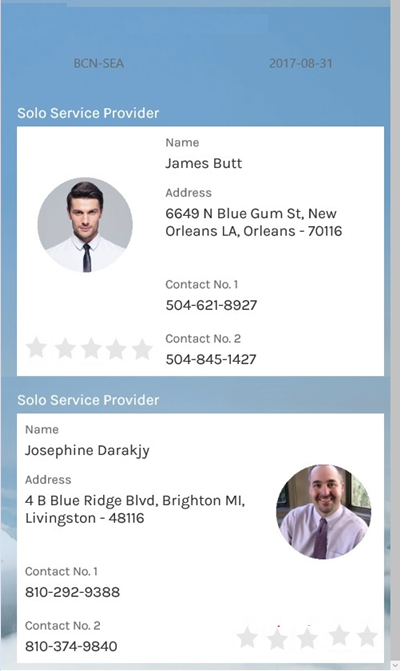 BCN-SEA 2017-08-31
Solo Service Provider
Name
James Butt
Address
6649 N Blue Gum St, New
Orleans LA, Orleans - 70116
Contact No. 1
504-621-8927
Contact No. 2
504-845-1427
Solo Service Provider
Name
Josephine Darakjy
Address
4 B Blue Ridge Blvd, Brighton MI,
Livingston - 48116
Contact No. 1
810-292-9388
Contact No. 2
810-374-9840